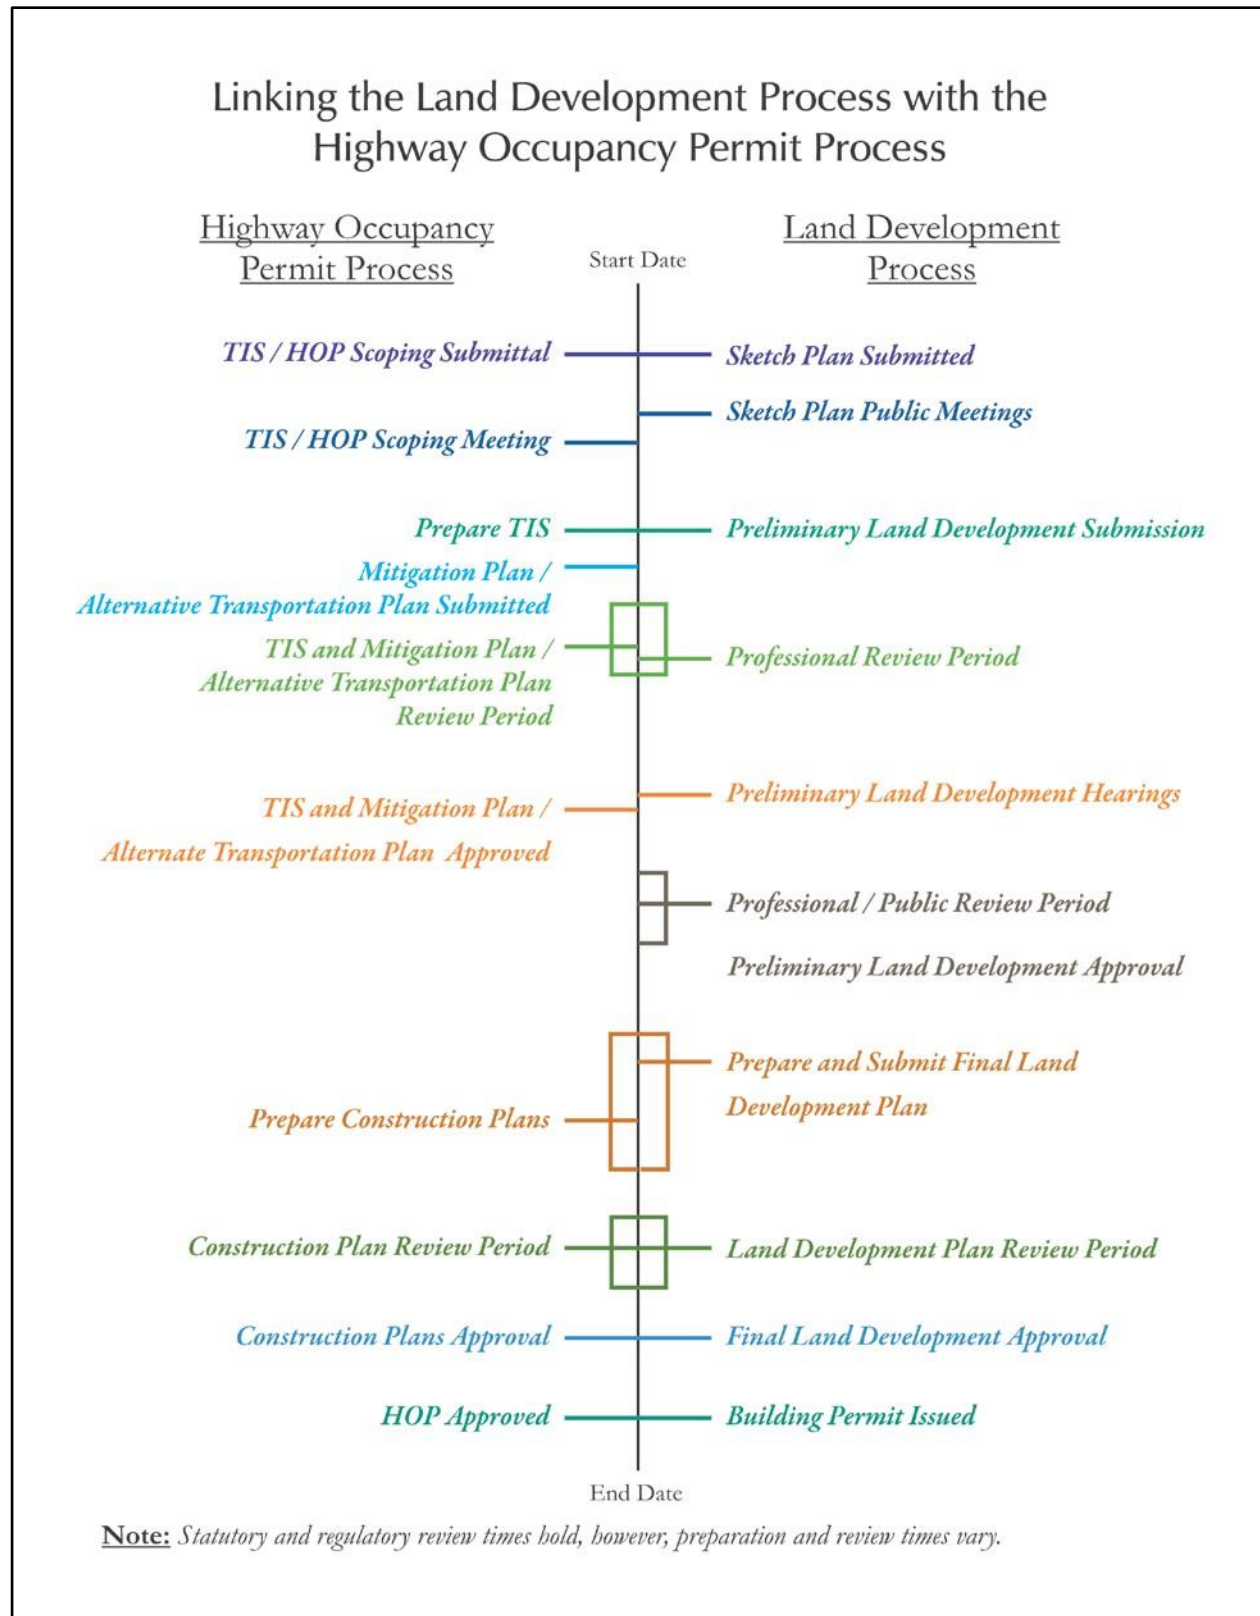 Linking the Land Development Process with the
Highway Occupancy Permit Process
Highway Occupancy
Permit Process
Start Date
Land Development
Process
TIS / HOP Scoping Submittal
Sketch Plan Submitted
Sketch Plan Public Meetings
TIS / HOP Scoping Meeting
Prepare TIS
Preliminary Land Development Submission
Mitigation Plan /
Alternative Transportation Plan Submitted
TIS and Mitigation Plan /
Alternative Transportation Plan
Review Period
Professional Review Period
Preliminary Land Development Hearings
TIS and Mitigation Plan /
Alternate Transportation Plan Approved
Professional / Public Review Period
Preliminary Land Development Approval
Prepare and Submit Final Land
Development Plan
Prepare Construction Plans
Construction Plan Review Period
Land Development Plan Review Period
Construction Plans Approval
Final Land Development Approval
HOP Approved
Building Permit Issued
End Date
Note: Statutory and regulatory review times hold, however, preparation and review times vary.